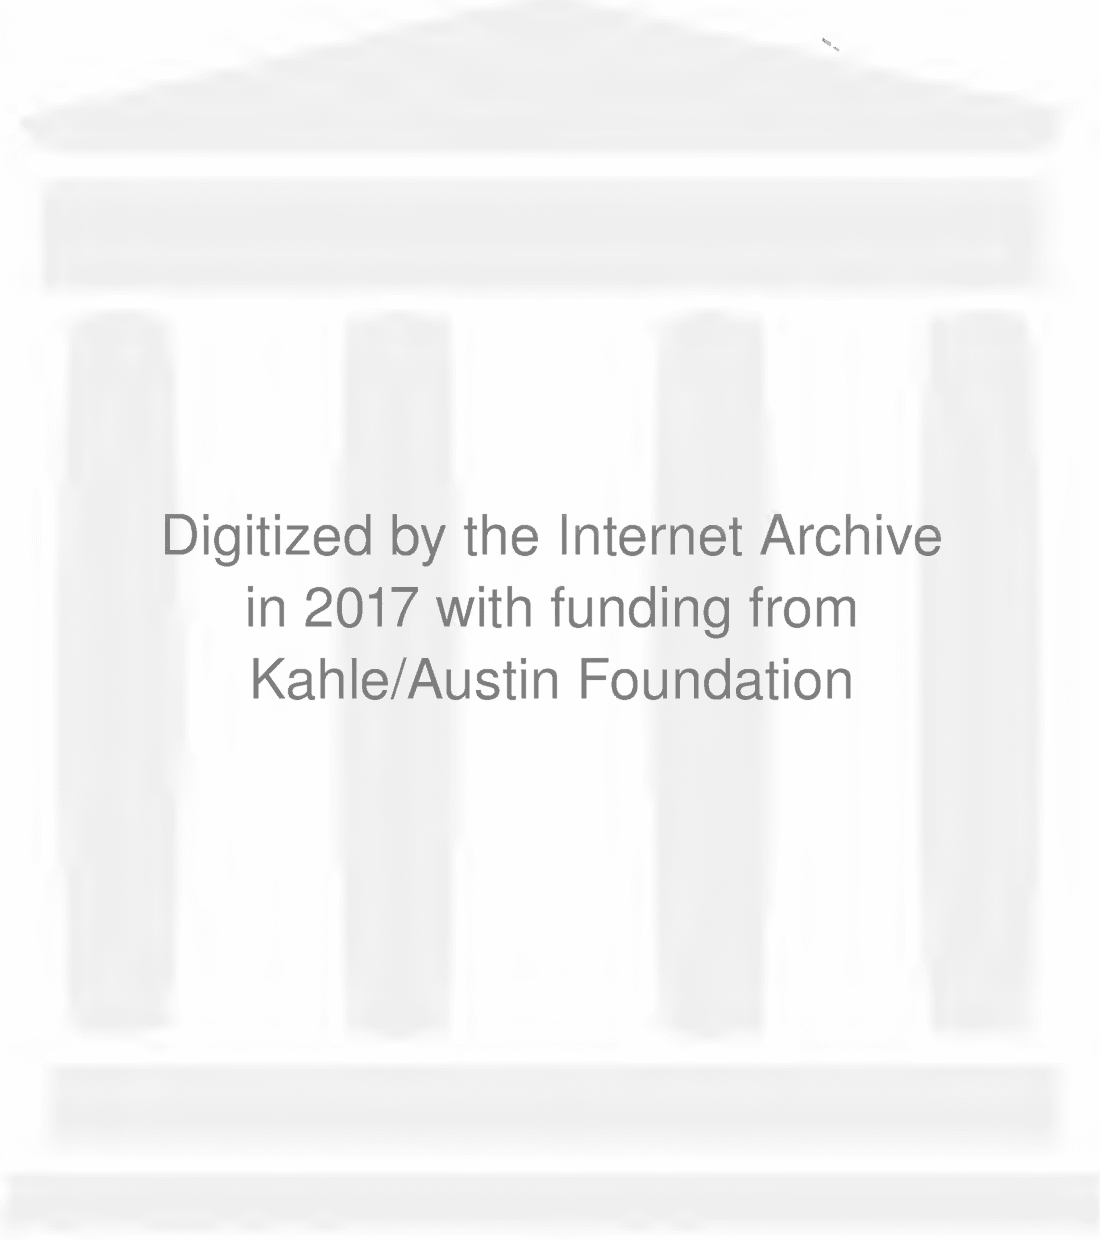 Digitized by the Internet Archive
in 2017 with funding from
Kahle/Austin Foundation